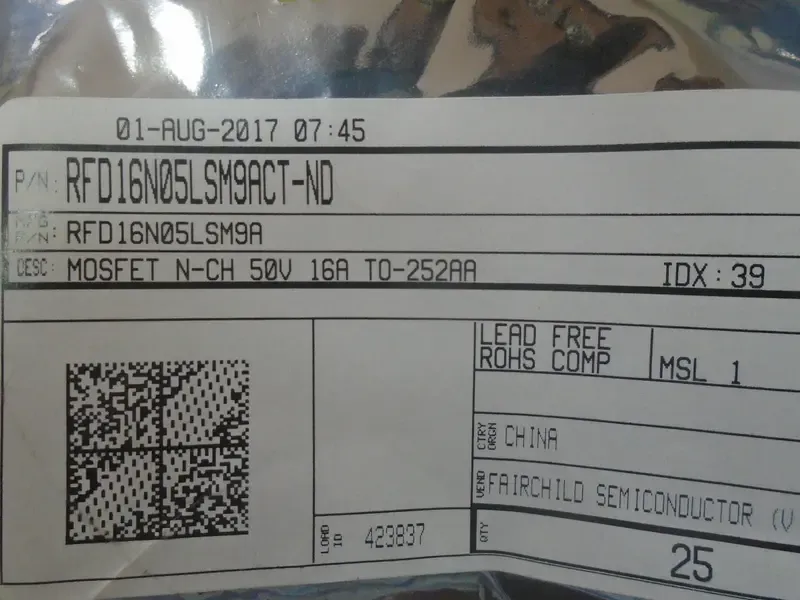 01-AUG-2017 07:45
P/N: RFD16N05LSM9ACT-ND
MFG P/N: RFD16N05LSM9A
DESC: MOSFET N-CH 50V 16A TO-252AA
IDX: 39
LEAD FREE
ROHS COMP
MSL 1
CTRY ORGN CHINA
VEND FAIRCHILD SEMICONDUCTOR (V
LOAD ID 423837
QTY 25